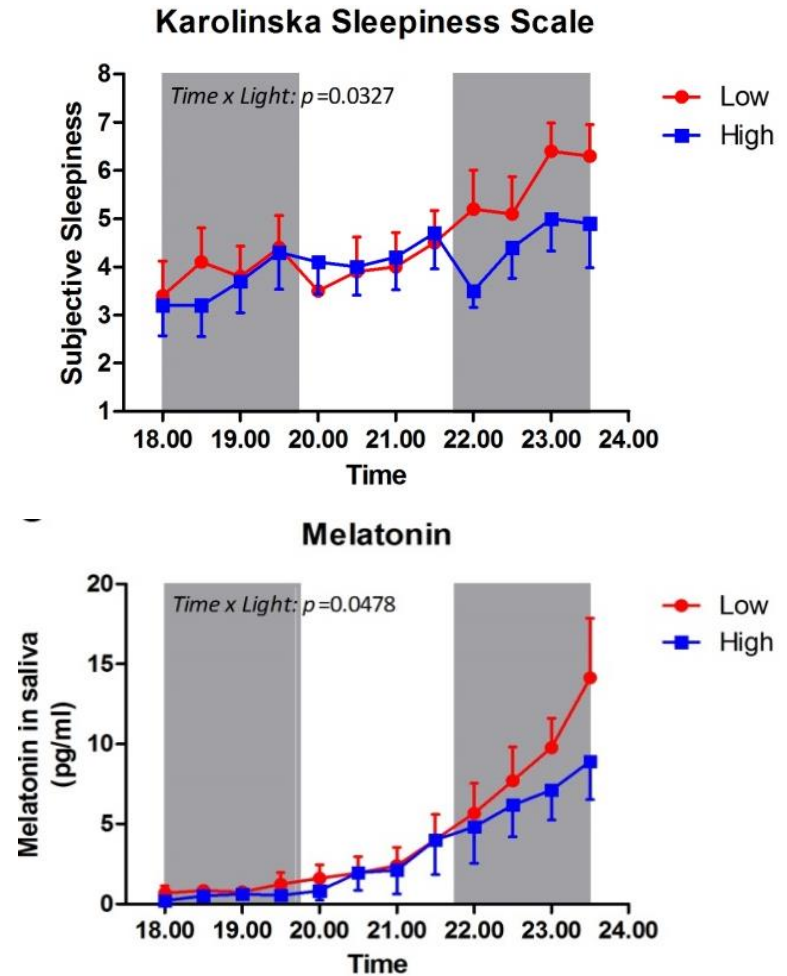 Karolinska Sleepiness Scale
8
7
6
5
4
3
2
1
Subjective Sleepiness
Time x Light: p=0.0327
Low
High
18.00 19.00 20.00 21.00 22.00 23.00 24.00
Time
Melatonin
20
15
10
5
0
Melatonin in saliva
(pg/ml)
Time x Light: p=0.0478
Low
High
18.00 19.00 20.00 21.00 22.00 23.00 24.00
Time